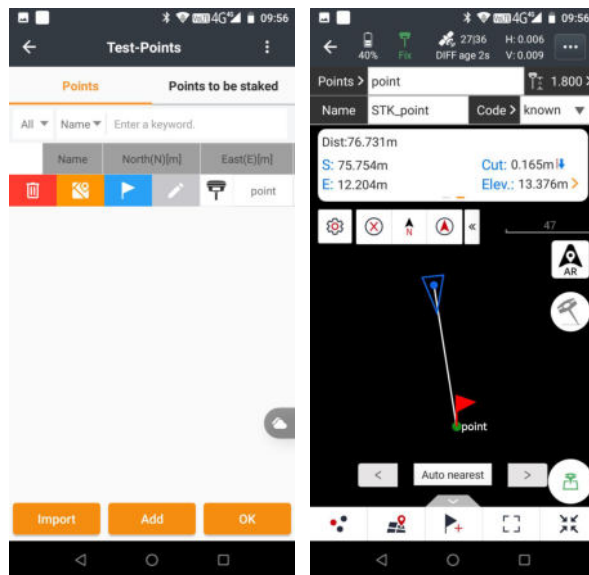 4G 09:56
Test-Points
Points Points to be staked
All Name Enter a keyword.
Name North(N)[m] East(E)[m]
point
Import Add OK
4G 09:56
40% Fix 27|36 DIFF age 2s H: 0.006 V: 0.009
Points > point 1.800 >
Name STK_point Code > known
Dist:76.731m
S: 75.754m Cut: 0.165m
E: 12.204m Elev.: 13.376m >
N « 47
AR
point
< Auto nearest >